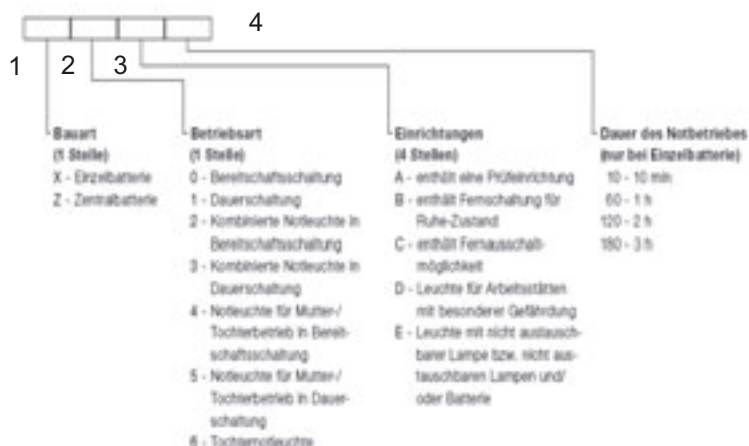 4
1 2 3
Bauart
(1 Stelle)
X - Einzelbatterie
Z - Zentralbatterie
Betriebsart
(1 Stelle)
0 - Bereitschaftsschaltung
1 - Dauerschaltung
2 - Kombinierte Notleuchte in
Bereitschaftsschaltung
3 - Kombinierte Notleuchte in
Dauerschaltung
4 - Notleuchte für Mutter-/
Tochterbetrieb in Bereit-
schaftsschaltung
5 - Notleuchte für Mutter-/
Tochterbetrieb in Dauer-
schaltung
6 - Tochternotleuchte
Einrichtungen
(4 Stellen)
A - enthält eine Prüfeinrichtung
B - enthält Fernschaltung für
Ruhe-Zustand
C - enthält Fernausschalt-
möglichkeit
D - Leuchte für Arbeitsstätten
mit besonderer Gefährdung
E - Leuchte mit nicht austausch-
barer Lampe bzw. nicht aus-
tauschbaren Lampen und/
oder Batterie
Dauer des Notbetriebes
(nur bei Einzelbatterie)
10 - 10 min
60 - 1 h
120 - 2 h
180 - 3 h